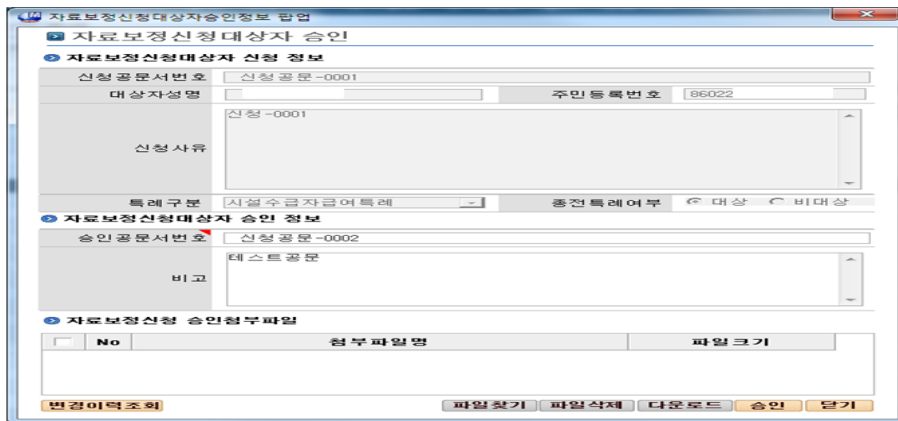 자료보정신청대상자승인정보 팝업
자료보정신청대상자 승인
자료보정신청대상자 신청 정보
신청공문서번호 신청공문-0001
대상자성명 주민등록번호 86022
신청사유 신청-0001
특례구분 시설수급자급여특례 종전특례여부 대상 비대상
자료보정신청대상자 승인 정보
승인공문서번호 신청공문-0002
비고 테스트공문
자료보정신청 승인첨부파일
No 첨부파일명 파일크기
변경이력조회 파일찾기 파일삭제 다운로드 승인 닫기